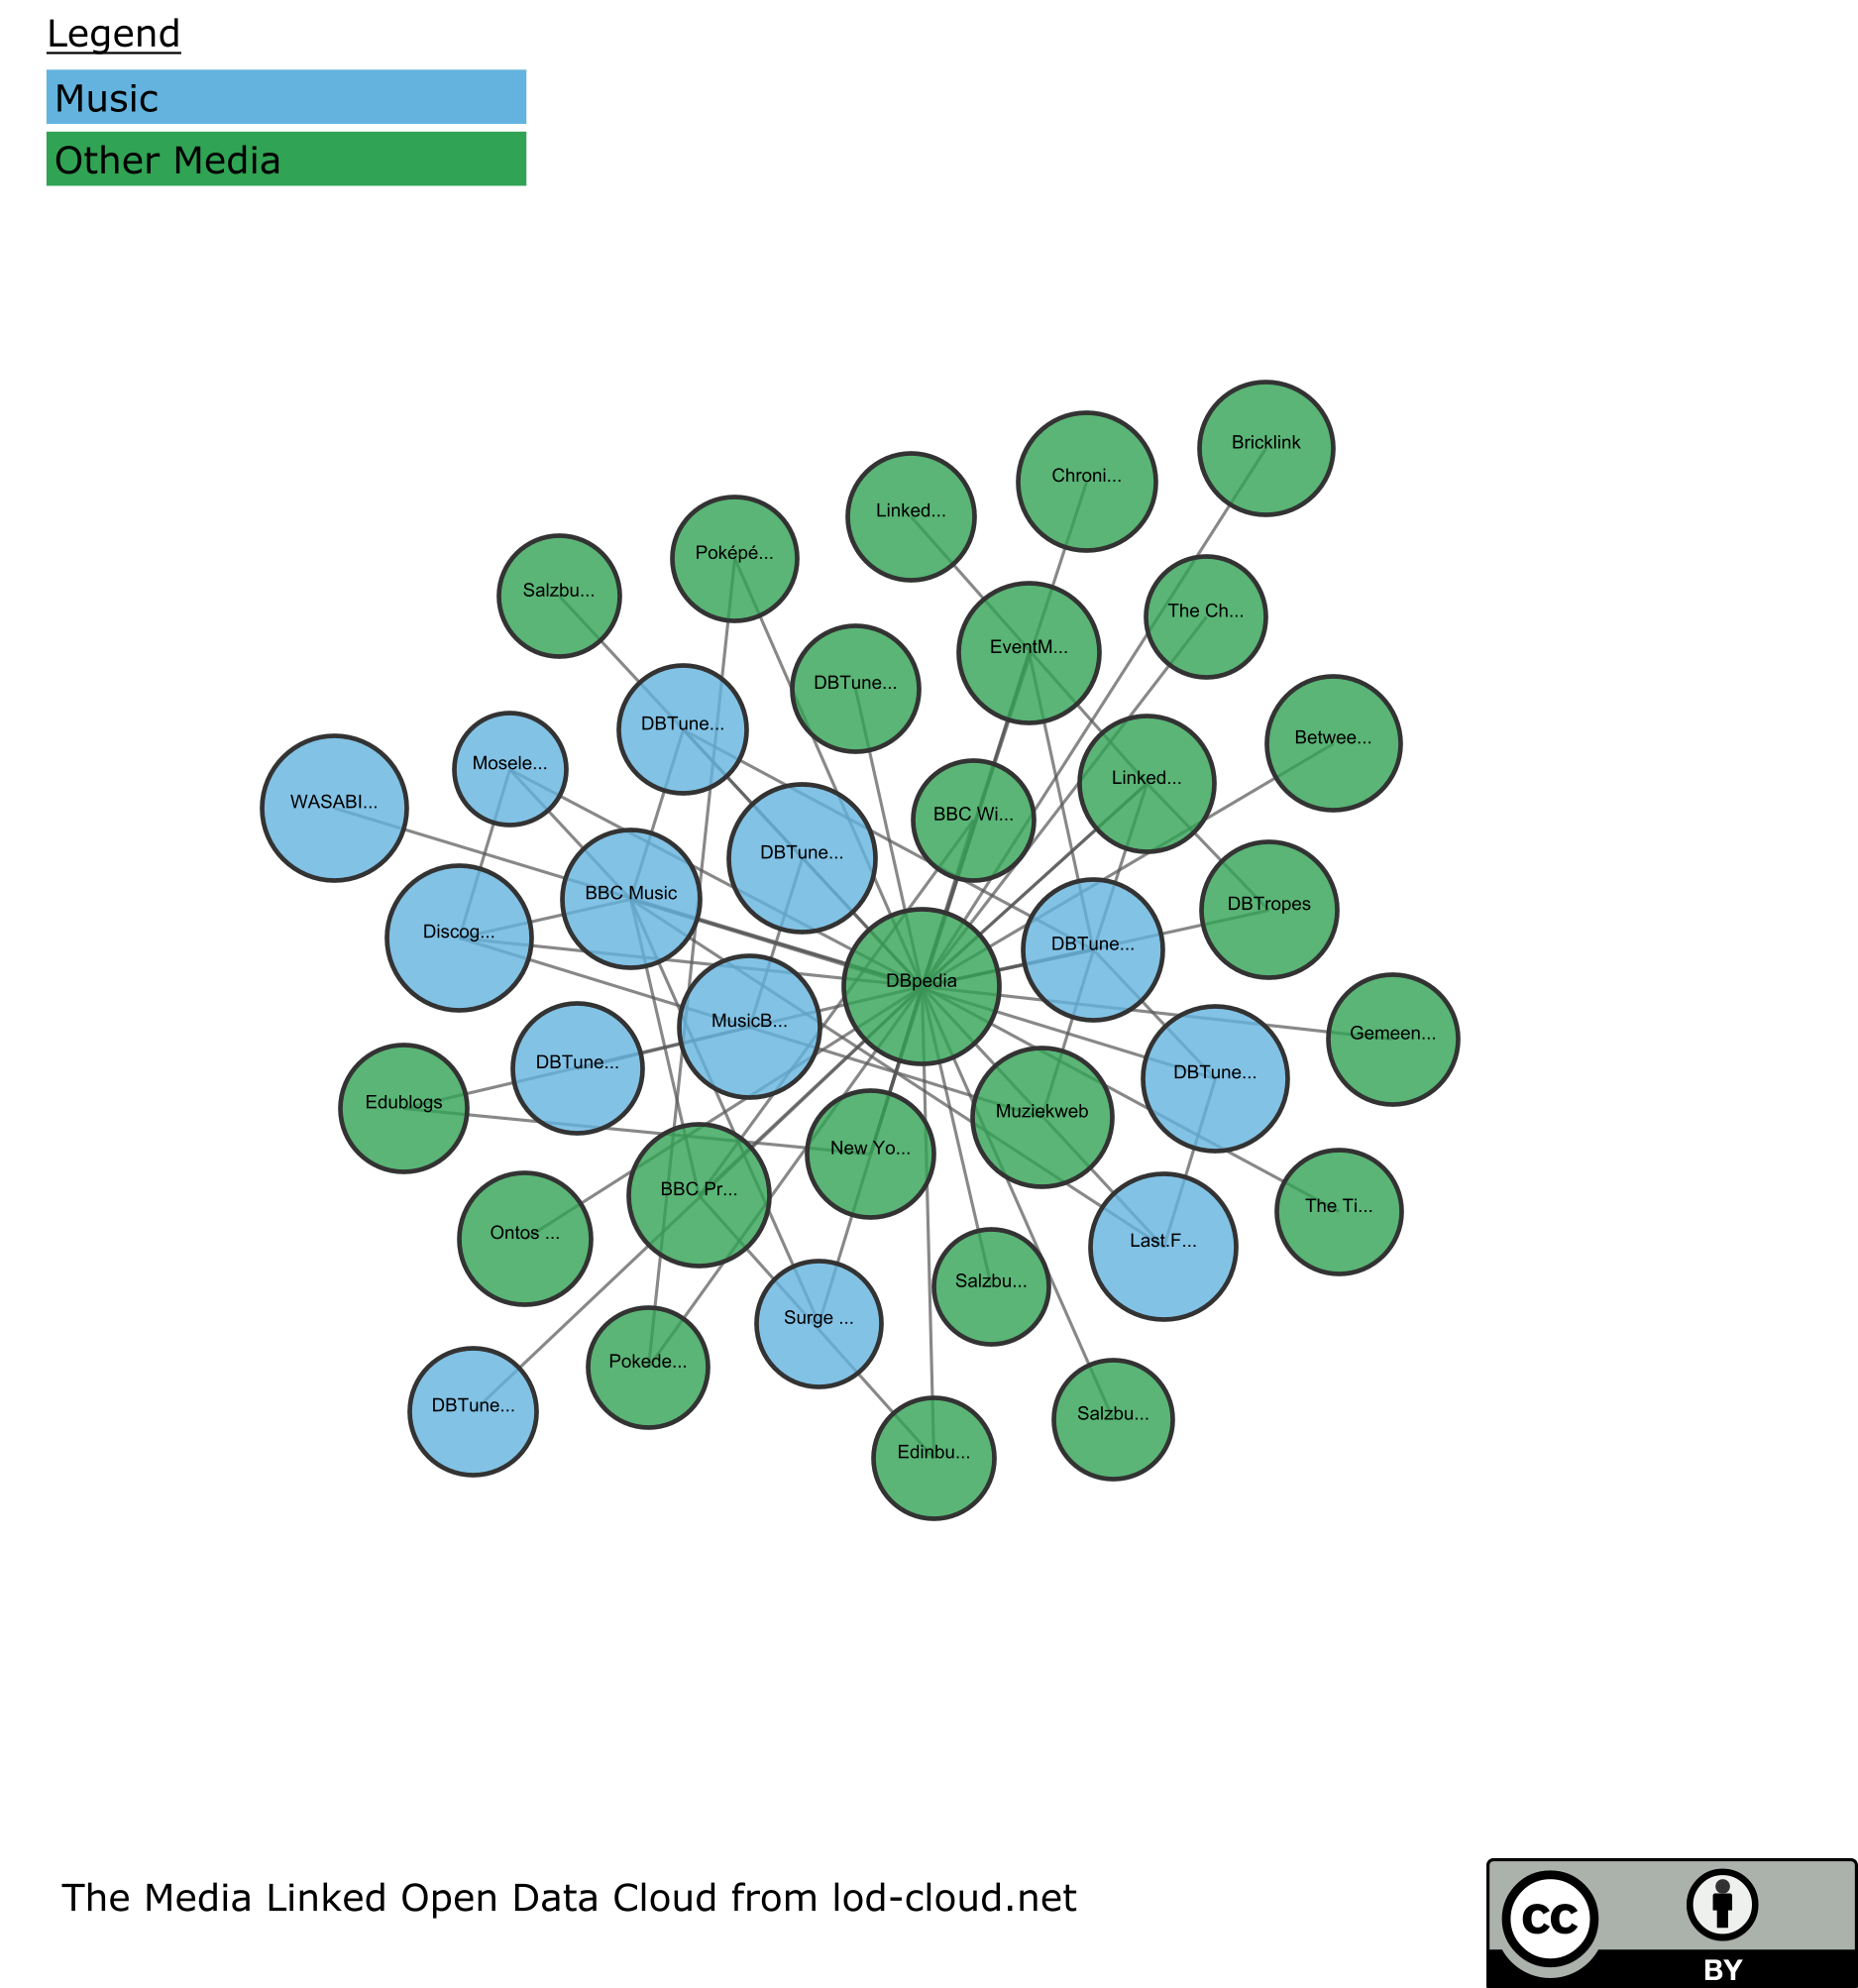 Legend
Music
Other Media
Bricklink
Chroni...
Linked...
Poképé...
Salzbu...
The Ch...
EventM...
DBTune...
DBTune...
Betwee...
Mosele...
Linked...
WASABI...
BBC Wi...
DBTune...
BBC Music
DBTropes
Discog...
DBTune...
DBpedia
MusicB...
Gemeen...
DBTune...
DBTune...
Edublogs
Muziekweb
New Yo...
BBC Pr...
The Ti...
Ontos ...
Last.F...
Salzbu...
Surge ...
Pokede...
DBTune...
Salzbu...
Edinbu...
The Media Linked Open Data Cloud from lod-cloud.net
cc
BY